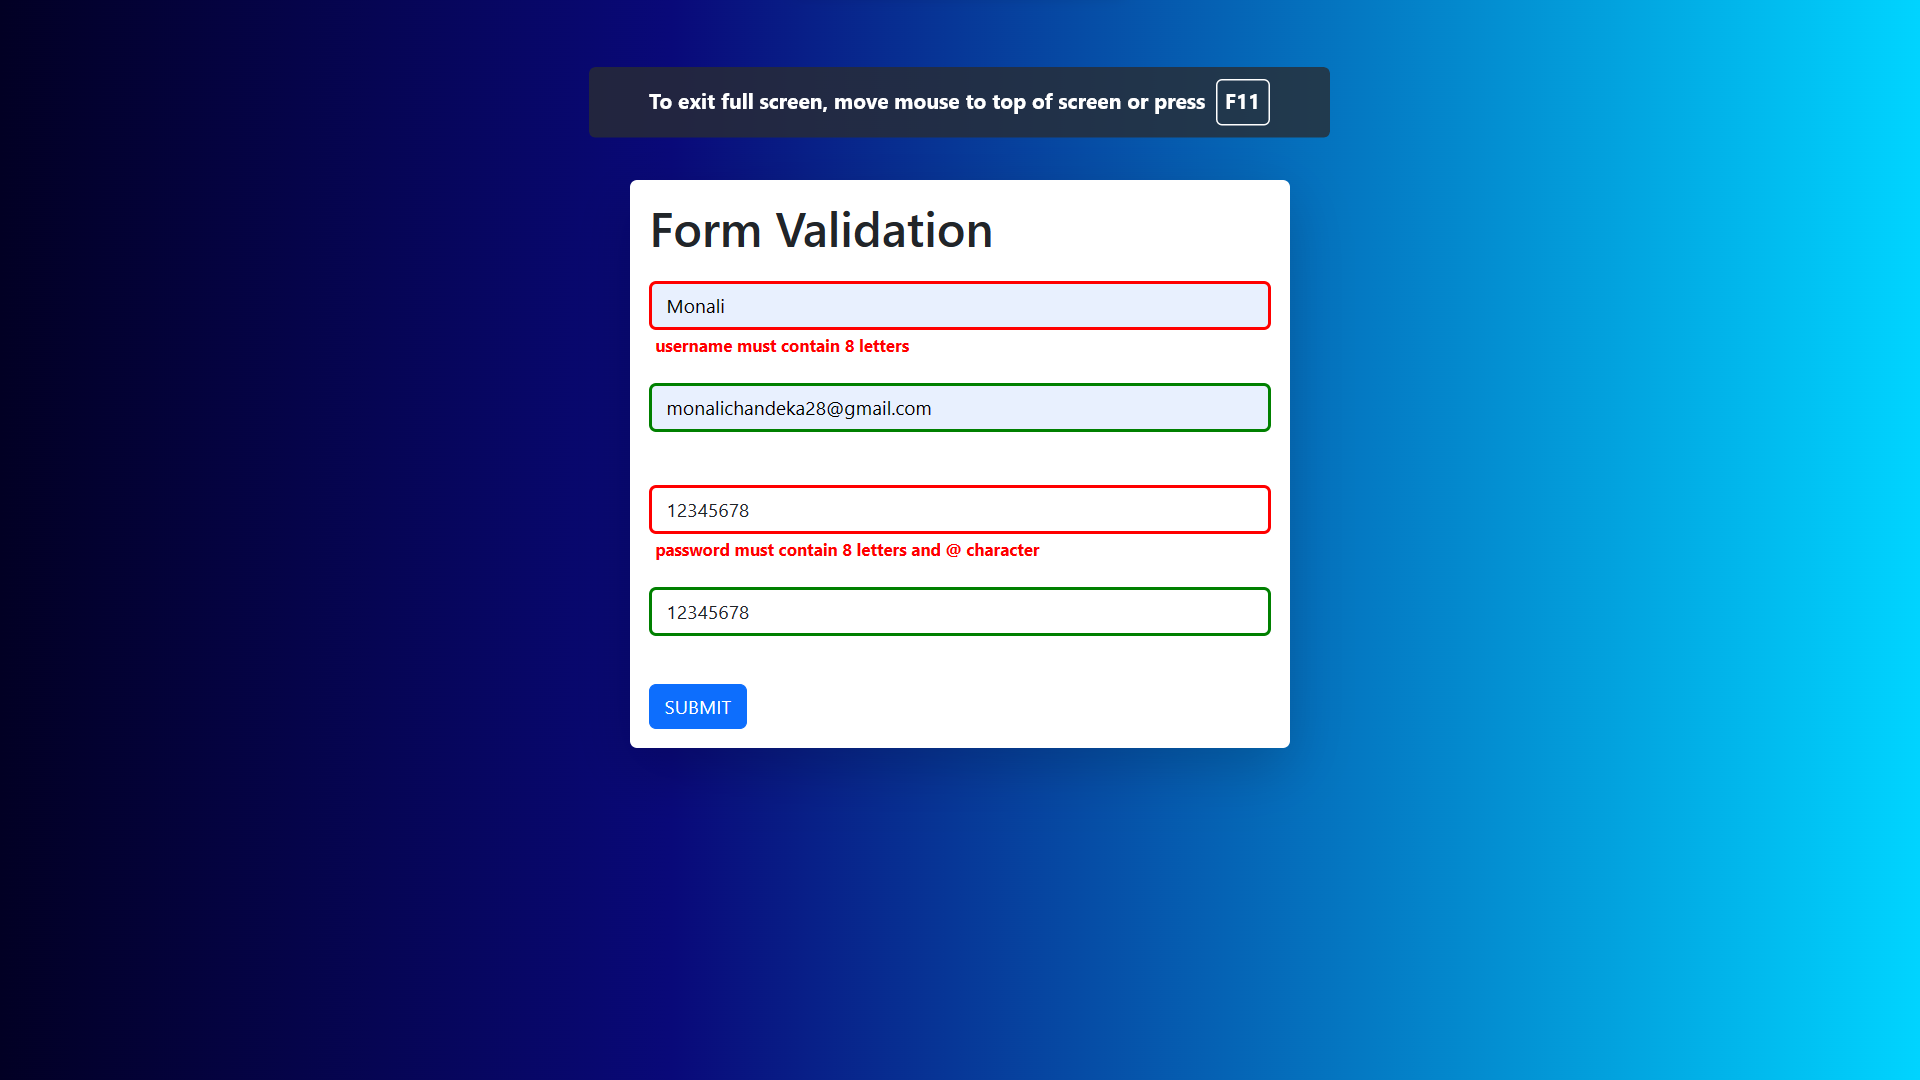 To exit full screen, move mouse to top of screen or press F11
Form Validation
Monali
username must contain 8 letters
monalichandeka28@gmail.com
12345678
password must contain 8 letters and @ character
12345678
SUBMIT